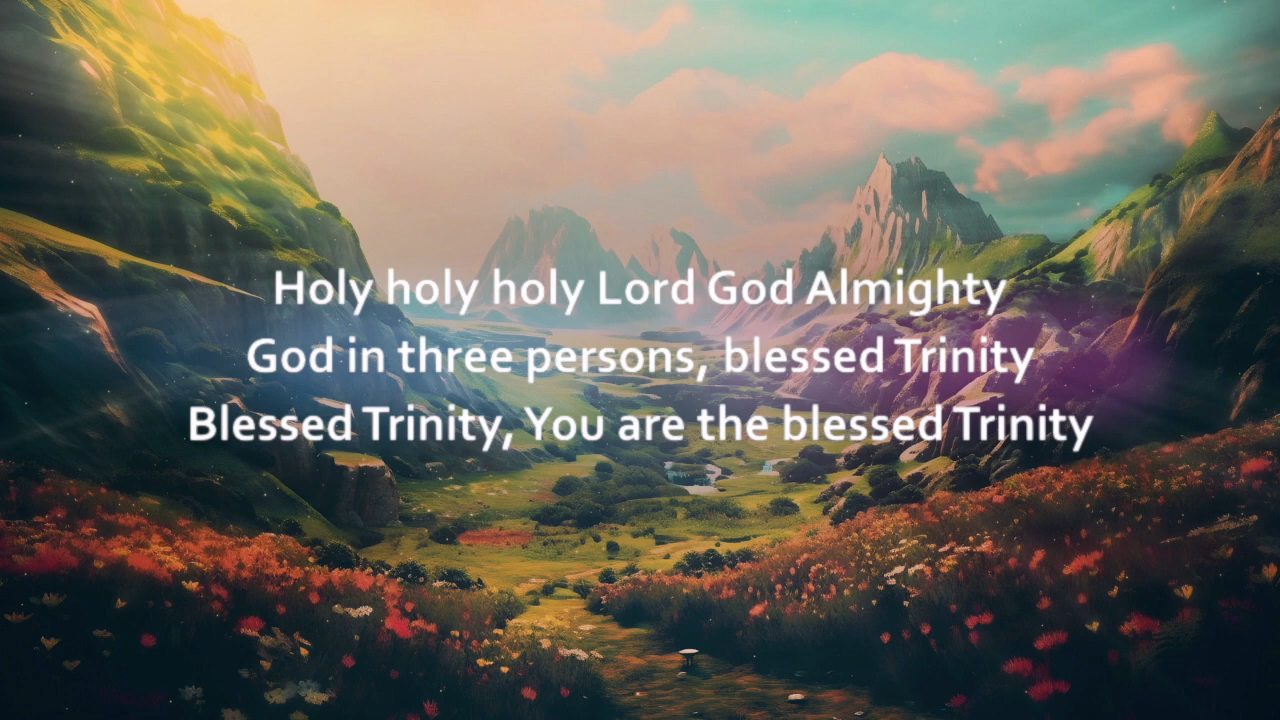 Holy holy holy Lord God Almighty
God in three persons, blessed Trinity
Blessed Trinity, You are the blessed Trinity